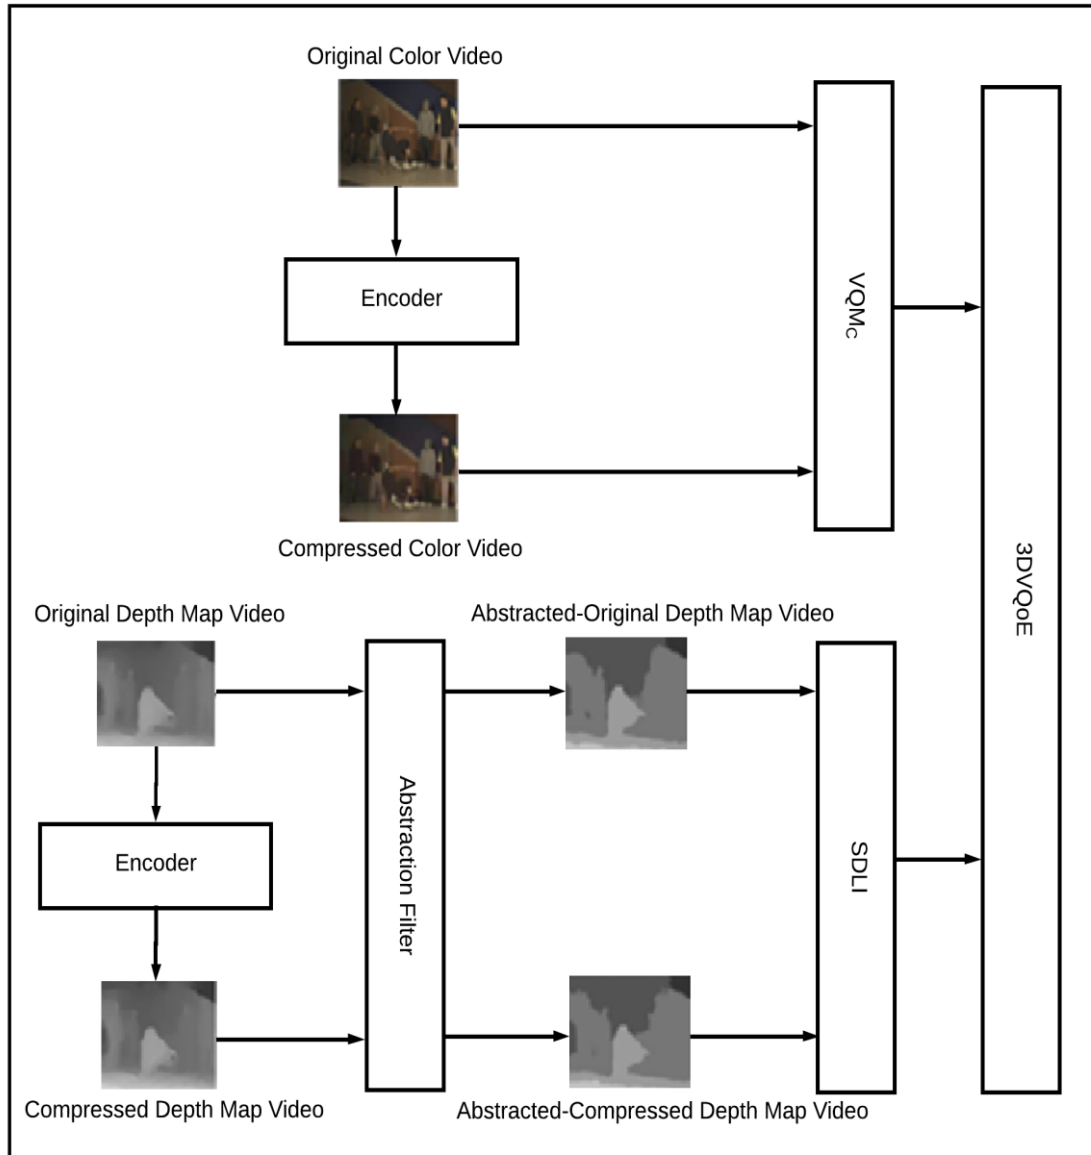 Original Color Video
Encoder
VQMC
Compressed Color Video
3DVQoE
Original Depth Map Video
Abstracted-Original Depth Map Video
Encoder
Abstraction Filter
SDLI
Compressed Depth Map Video
Abstracted-Compressed Depth Map Video